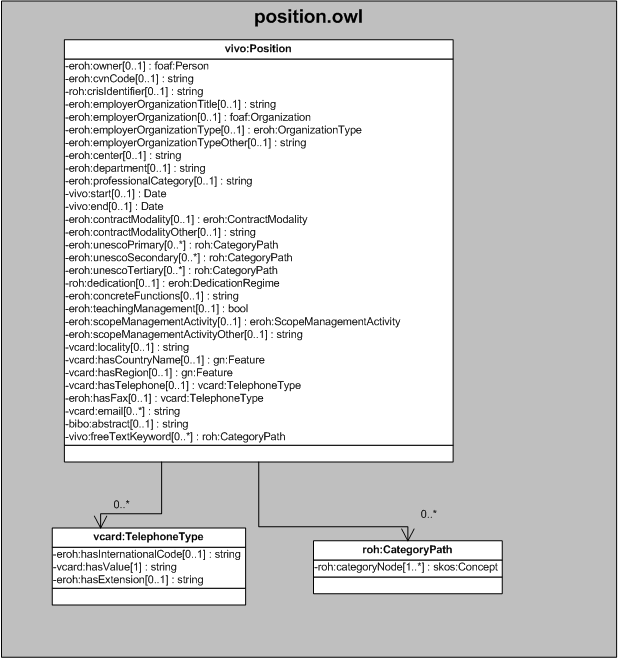 position.owl
vivo:Position
-eroh:owner[0..1] : foaf:Person
-eroh:cvnCode[0..1] : string
-roh:crisIdentifier[0..1] : string
-eroh:employerOrganizationTitle[0..1] : string
-eroh:employerOrganization[0..1] : foaf:Organization
-eroh:employerOrganizationType[0..1] : eroh:OrganizationType
-eroh:employerOrganizationTypeOther[0..1] : string
-eroh:center[0..1] : string
-eroh:department[0..1] : string
-eroh:professionalCategory[0..1] : string
-vivo:start[0..1] : Date
-vivo:end[0..1] : Date
-eroh:contractModality[0..1] : eroh:ContractModality
-eroh:contractModalityOther[0..1] : string
-eroh:unescoPrimary[0..*] : roh:CategoryPath
-eroh:unescoSecondary[0..*] : roh:CategoryPath
-eroh:unescoTertiary[0..*] : roh:CategoryPath
-roh:dedication[0..1] : eroh:DedicationRegime
-eroh:concreteFunctions[0..1] : string
-eroh:teachingManagement[0..1] : bool
-eroh:scopeManagementActivity[0..1] : eroh:ScopeManagementActivity
-eroh:scopeManagementActivityOther[0..1] : string
-vcard:locality[0..1] : string
-vcard:hasCountryName[0..1] : gn:Feature
-vcard:hasRegion[0..1] : gn:Feature
-vcard:hasTelephone[0..1] : vcard:TelephoneType
-eroh:hasFax[0..1] : vcard:TelephoneType
-vcard:email[0..*] : string
-bibo:abstract[0..1] : string
-vivo:freeTextKeyword[0..*] : roh:CategoryPath
0..*
0..*
vcard:TelephoneType
-eroh:hasInternationalCode[0..1] : string
-vcard:hasValue[1] : string
-eroh:hasExtension[0..1] : string
roh:CategoryPath
-roh:categoryNode[1..*] : skos:Concept